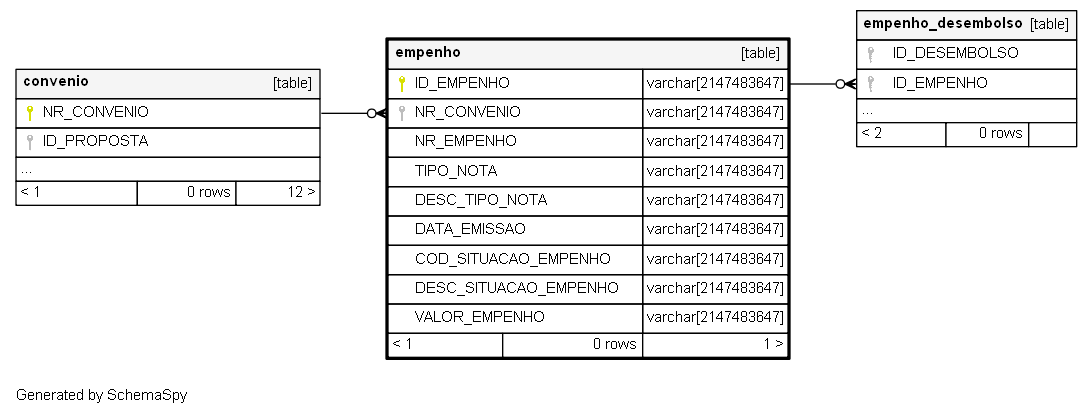 convenio [table]
NR_CONVENIO
ID_PROPOSTA
...
< 1 0 rows 12 >
empenho [table]
ID_EMPENHO varchar[2147483647]
NR_CONVENIO varchar[2147483647]
NR_EMPENHO varchar[2147483647]
TIPO_NOTA varchar[2147483647]
DESC_TIPO_NOTA varchar[2147483647]
DATA_EMISSAO varchar[2147483647]
COD_SITUACAO_EMPENHO varchar[2147483647]
DESC_SITUACAO_EMPENHO varchar[2147483647]
VALOR_EMPENHO varchar[2147483647]
< 1 0 rows 1 >
empenho_desembolso [table]
ID_DESEMBOLSO
ID_EMPENHO
...
< 2 0 rows
Generated by SchemaSpy